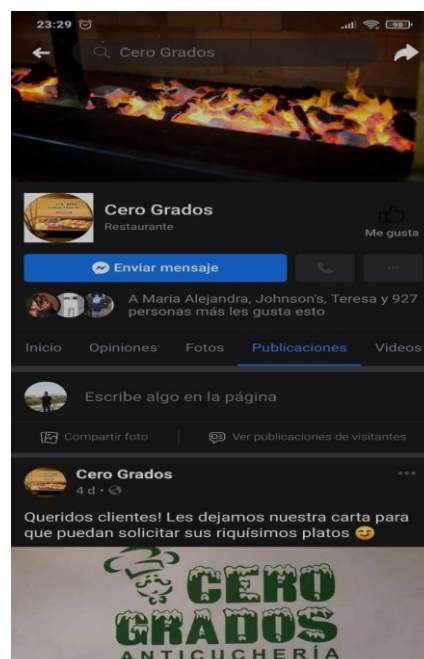 23:29
98
Cero Grados
Cero Grados
Restaurante
Me gusta
Enviar mensaje
A Maria Alejandra, Johnson's, Teresa y 927
personas más les gusta esto
Inicio Opiniones Fotos Publicaciones Videos
Escribe algo en la página
Compartir foto Ver publicaciones de visitantes
Cero Grados
4 d
Queridos clientes! Les dejamos nuestra carta para
que puedan solicitar sus riquísimos platos 😊
CERO
GRADOS
ANTICUCHERÍA